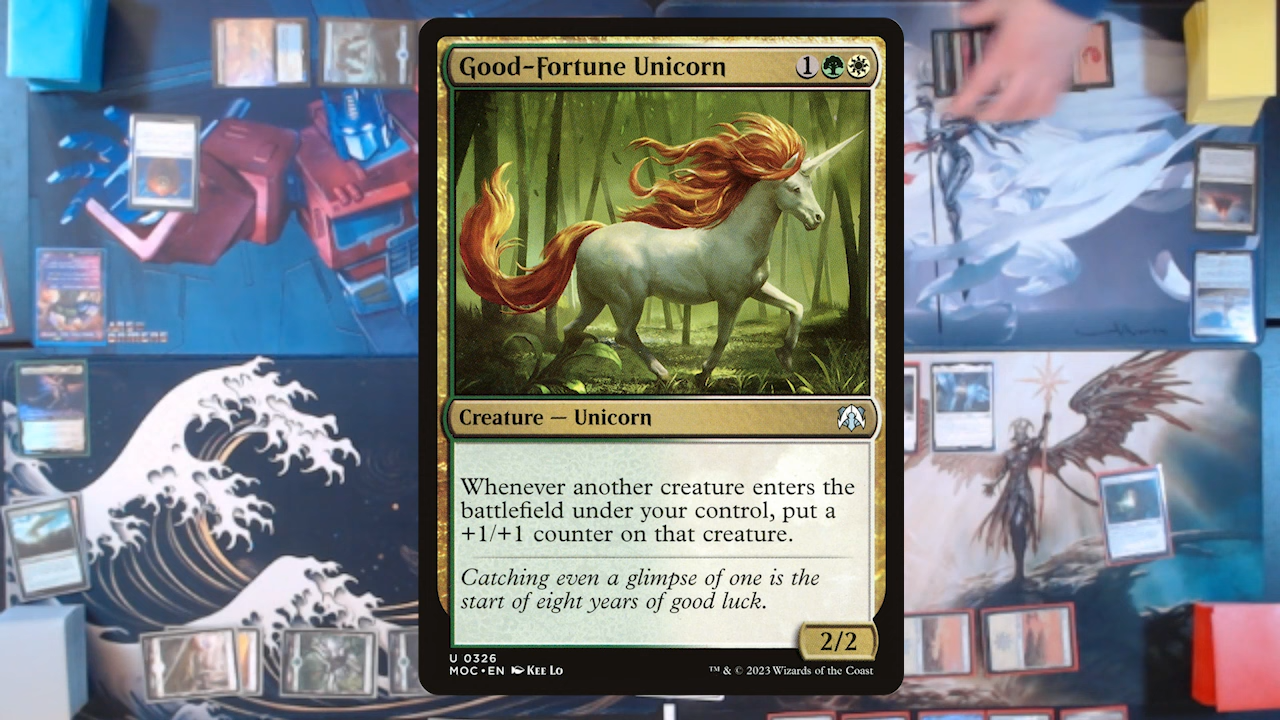 Good-Fortune Unicorn 1
Creature — Unicorn
Whenever another creature enters the
battlefield under your control, put a
+1/+1 counter on that creature.
Catching even a glimpse of one is the
start of eight years of good luck.
2/2
U 0326
MOC • EN Kee Lo
™ & © 2023 Wizards of the Coast